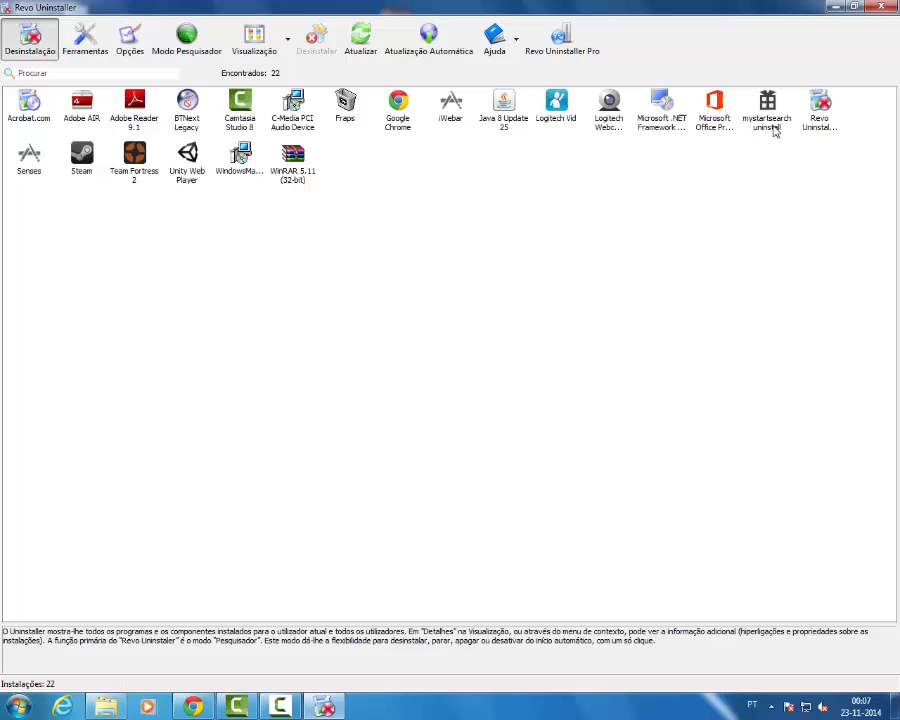 Revo Uninstaller
Desinstalação Ferramentas Opções Modo Pesquisador Visualização Desinstalar Atualizar Atualização Automática Ajuda Revo Uninstaller Pro
Procurar Encontrados: 22
Acrobat.com Adobe AIR Adobe Reader BTNext Camtasia C-Media PCI Fraps Google iWebar Java 8 Update Logitech Vid Logitech Microsoft .NET Microsoft mystartsearch Revo
9.1 Legacy Studio 8 Audio Device Chrome 25 Webc... Framework ... Office Pr... uninstall Uninstal...
Senses Steam Team Fortress Unity Web WindowsMa... WinRAR 5.11
2 Player (32-bit)
O Uninstaller mostra-lhe todos os programas e os componentes instalados para o utilizador atual e todos os utilizadores. Em "Detalhes" na Visualização, ou através do menu de contexto, pode ver a informação adicional (hiperligações e propriedades sobre as
instalações). A função primária do "Revo Uninstaler" é o modo "Pesquisador". Este modo dá-lhe a flexibilidade para desinstalar, parar, apagar ou desativar do início automático, com um só clique.
Instalações: 22
PT 00:07
23-11-2014